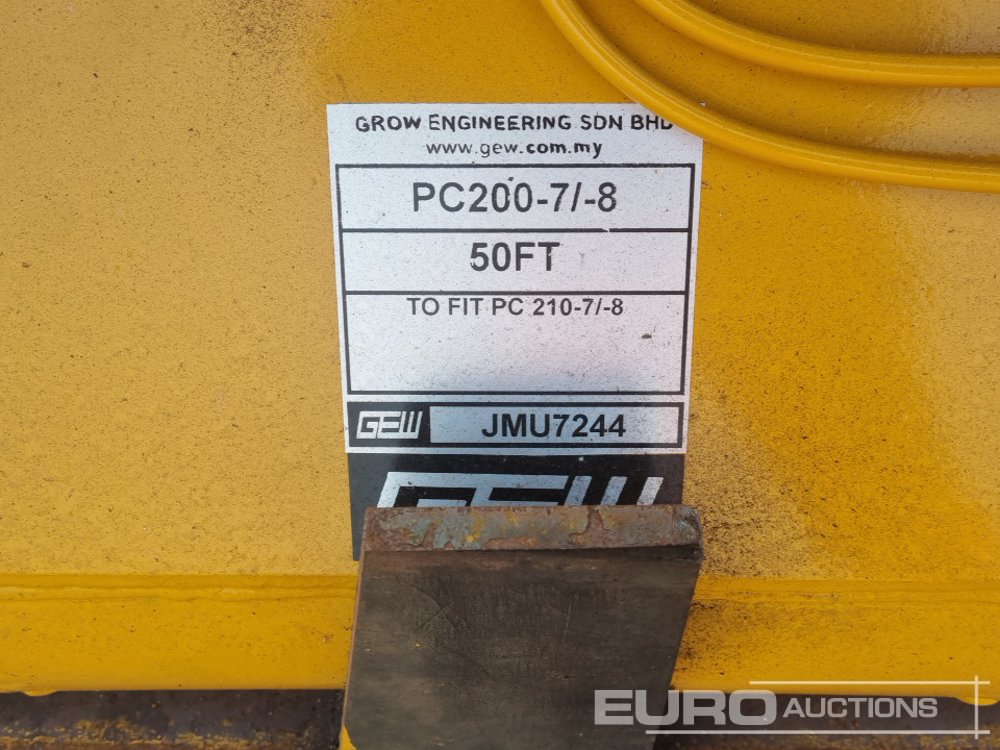 GROW ENGINEERING SDN BHD
www.gew.com.my
PC200-7/-8
50FT
TO FIT PC 210-7/-8
GEW JMU7244
GEW
EURO AUCTIONS